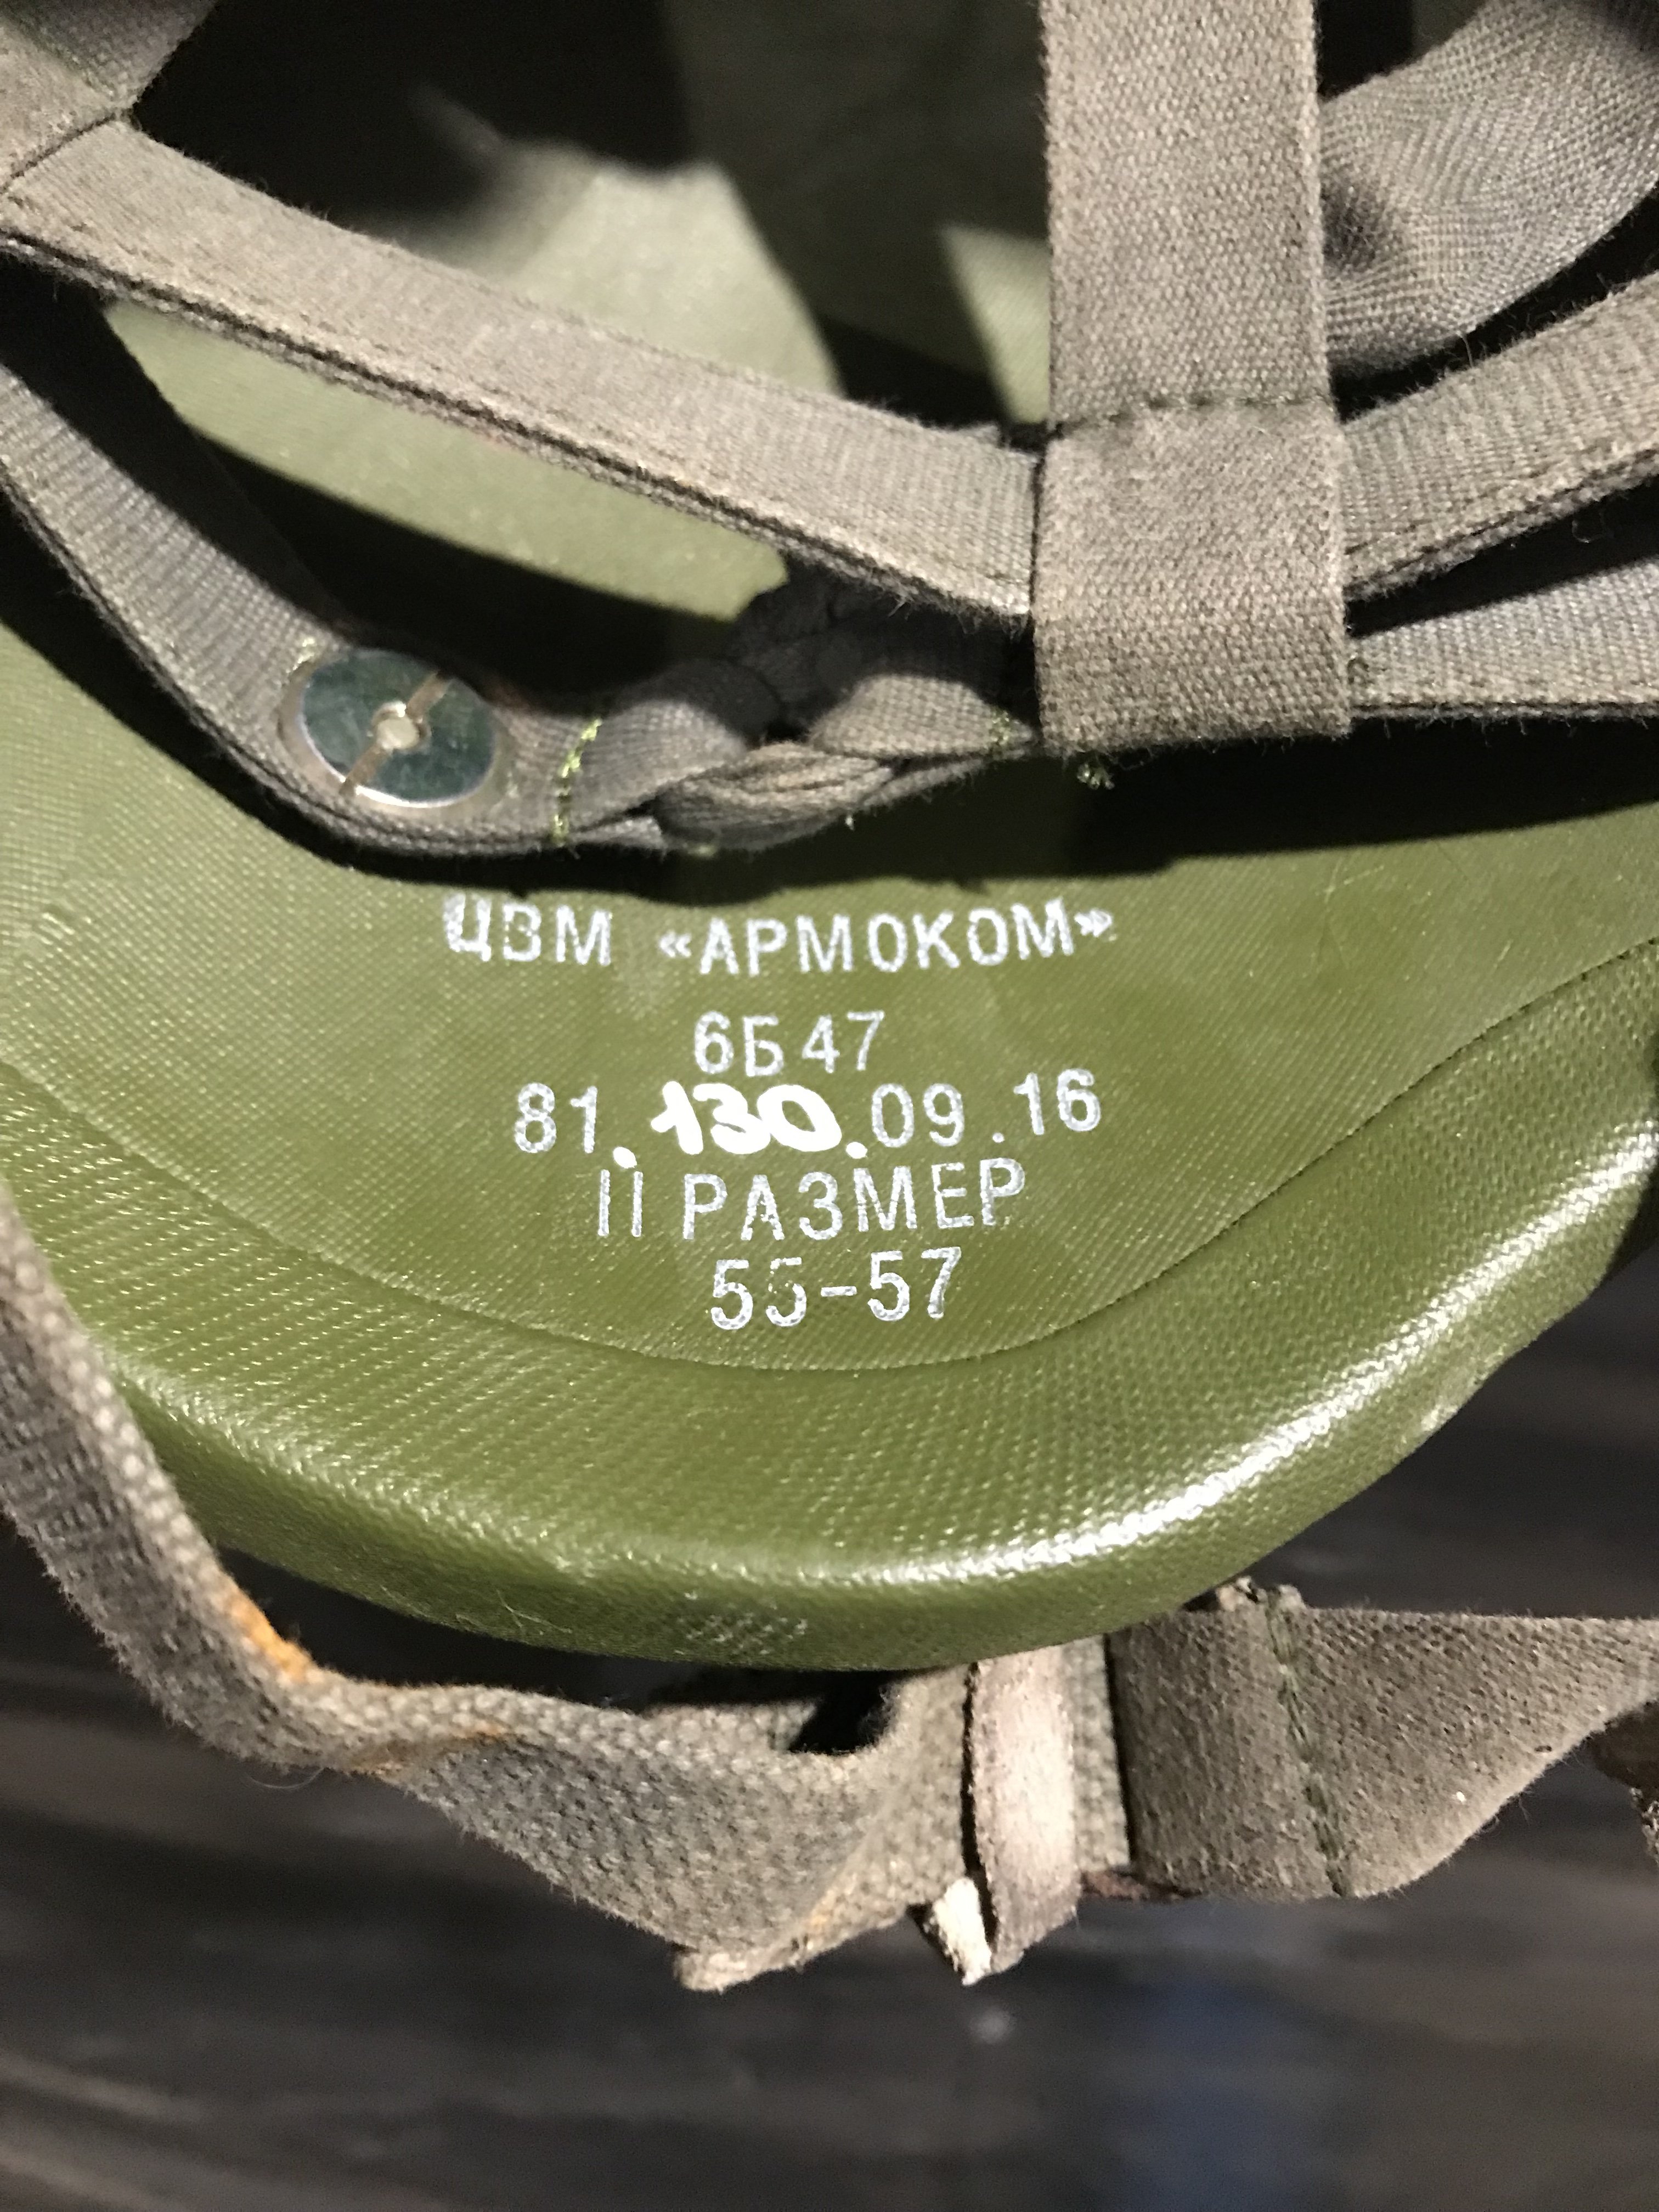 ЦВМ «АРМОКОМ»
6Б47
81.130.09.16
II РАЗМЕР
55-57